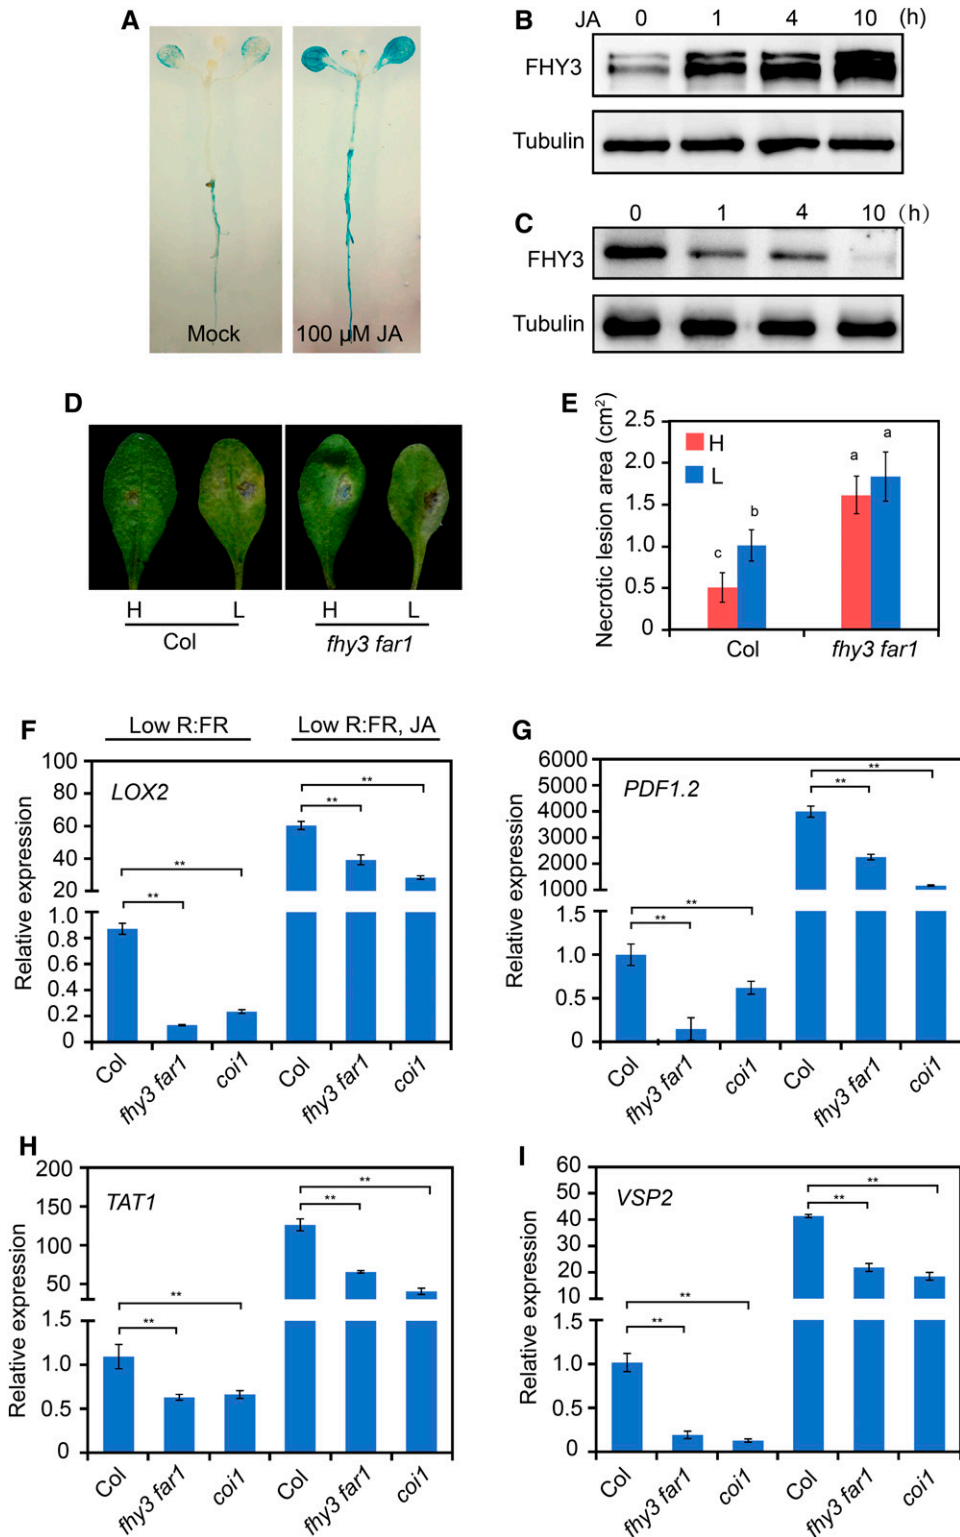 A
Mock
100 µM JA
B
JA 0 1 4 10 (h)
FHY3
Tubulin
C
0 1 4 10 (h)
FHY3
Tubulin
D
H L H L
Col fhy3 far1
E
Necrotic lesion area (cm²)
2.5
2.0
1.5
1.0
0.5
0
H
L
c b a a
Col fhy3 far1
F
Low R:FR Low R:FR, JA
Relative expression
LOX2
100
80
60
40
20
1.0
0.8
0.6
0.4
0.2
0
** ** ** **
Col fhy3 far1 coi1 Col fhy3 far1 coi1
G
Relative expression
PDF1.2
6000
5000
4000
3000
2000
1000
1.5
1.0
0.5
0
** ** ** **
Col fhy3 far1 coi1 Col fhy3 far1 coi1
H
Relative expression
TAT1
200
150
100
50
1.5
1.0
0.5
0
** ** ** **
Col fhy3 far1 coi1 Col fhy3 far1 coi1
I
Relative expression
VSP2
60
50
40
30
20
10
1.5
1.0
0.5
0
** ** ** **
Col fhy3 far1 coi1 Col fhy3 far1 coi1